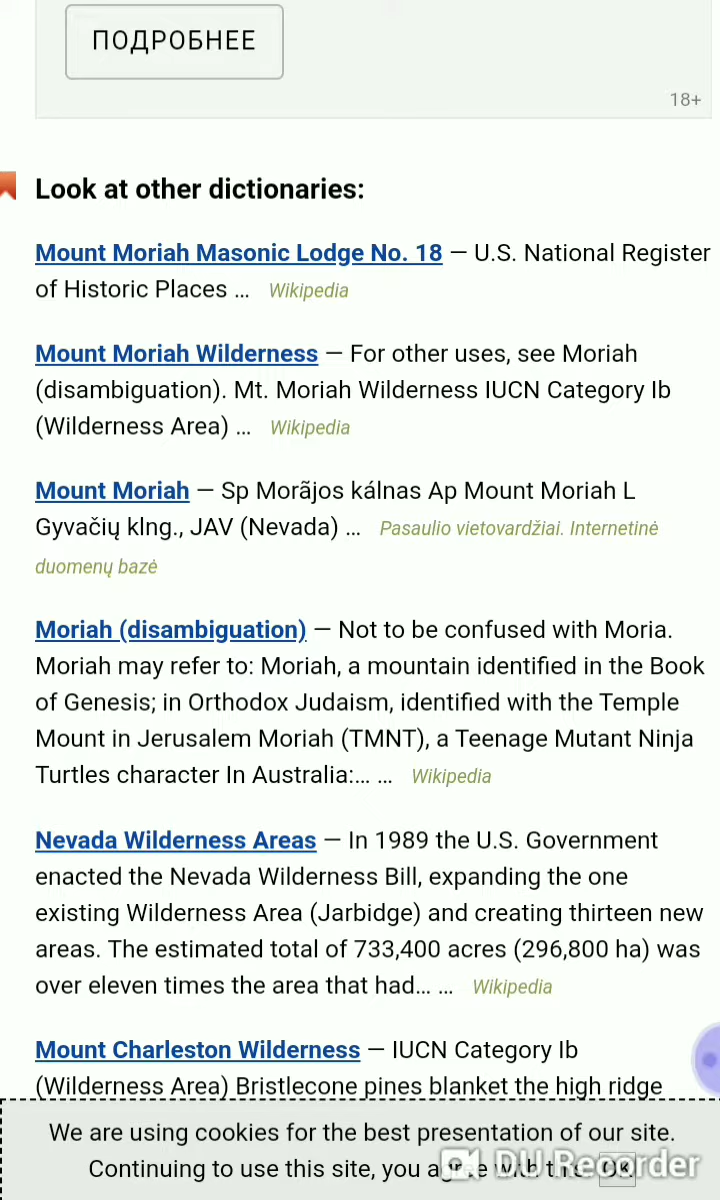 ПОДРОБНЕЕ
18+
Look at other dictionaries:
Mount Moriah Masonic Lodge No. 18 — U.S. National Register
of Historic Places … Wikipedia
Mount Moriah Wilderness — For other uses, see Moriah
(disambiguation). Mt. Moriah Wilderness IUCN Category Ib
(Wilderness Area) … Wikipedia
Mount Moriah — Sp Morãjos kálnas Ap Mount Moriah L
Gyvačių klng., JAV (Nevada) … Pasaulio vietovardžiai. Internetinė
duomenų bazė
Moriah (disambiguation) — Not to be confused with Moria.
Moriah may refer to: Moriah, a mountain identified in the Book
of Genesis; in Orthodox Judaism, identified with the Temple
Mount in Jerusalem Moriah (TMNT), a Teenage Mutant Ninja
Turtles character In Australia:… … Wikipedia
Nevada Wilderness Areas — In 1989 the U.S. Government
enacted the Nevada Wilderness Bill, expanding the one
existing Wilderness Area (Jarbidge) and creating thirteen new
areas. The estimated total of 733,400 acres (296,800 ha) was
over eleven times the area that had… … Wikipedia
Mount Charleston Wilderness — IUCN Category Ib
(Wilderness Area) Bristlecone pines blanket the high ridge
We are using cookies for the best presentation of our site.
Continuing to use this site, you agree with this. OK
DU Recorder